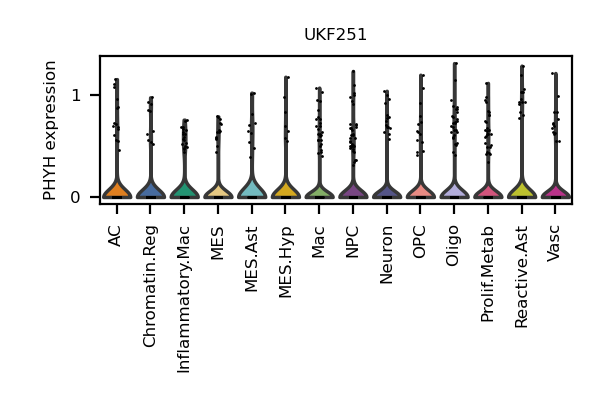 UKF251
PHYH expression
1
0
AC
Chromatin.Reg
Inflammatory.Mac
MES
MES.Ast
MES.Hyp
Mac
NPC
Neuron
OPC
Oligo
Prolif.Metab
Reactive.Ast
Vasc